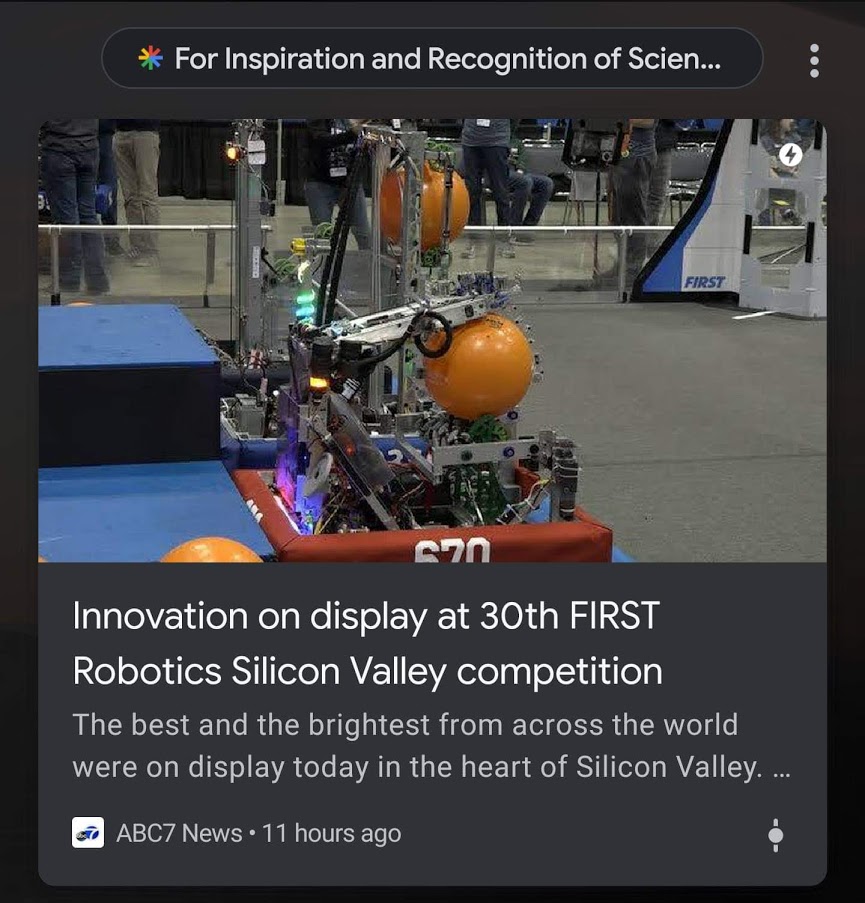 For Inspiration and Recognition of Scien...
FIRST
670
Innovation on display at 30th FIRST
Robotics Silicon Valley competition
The best and the brightest from across the world
were on display today in the heart of Silicon Valley. ...
ABC7 News • 11 hours ago